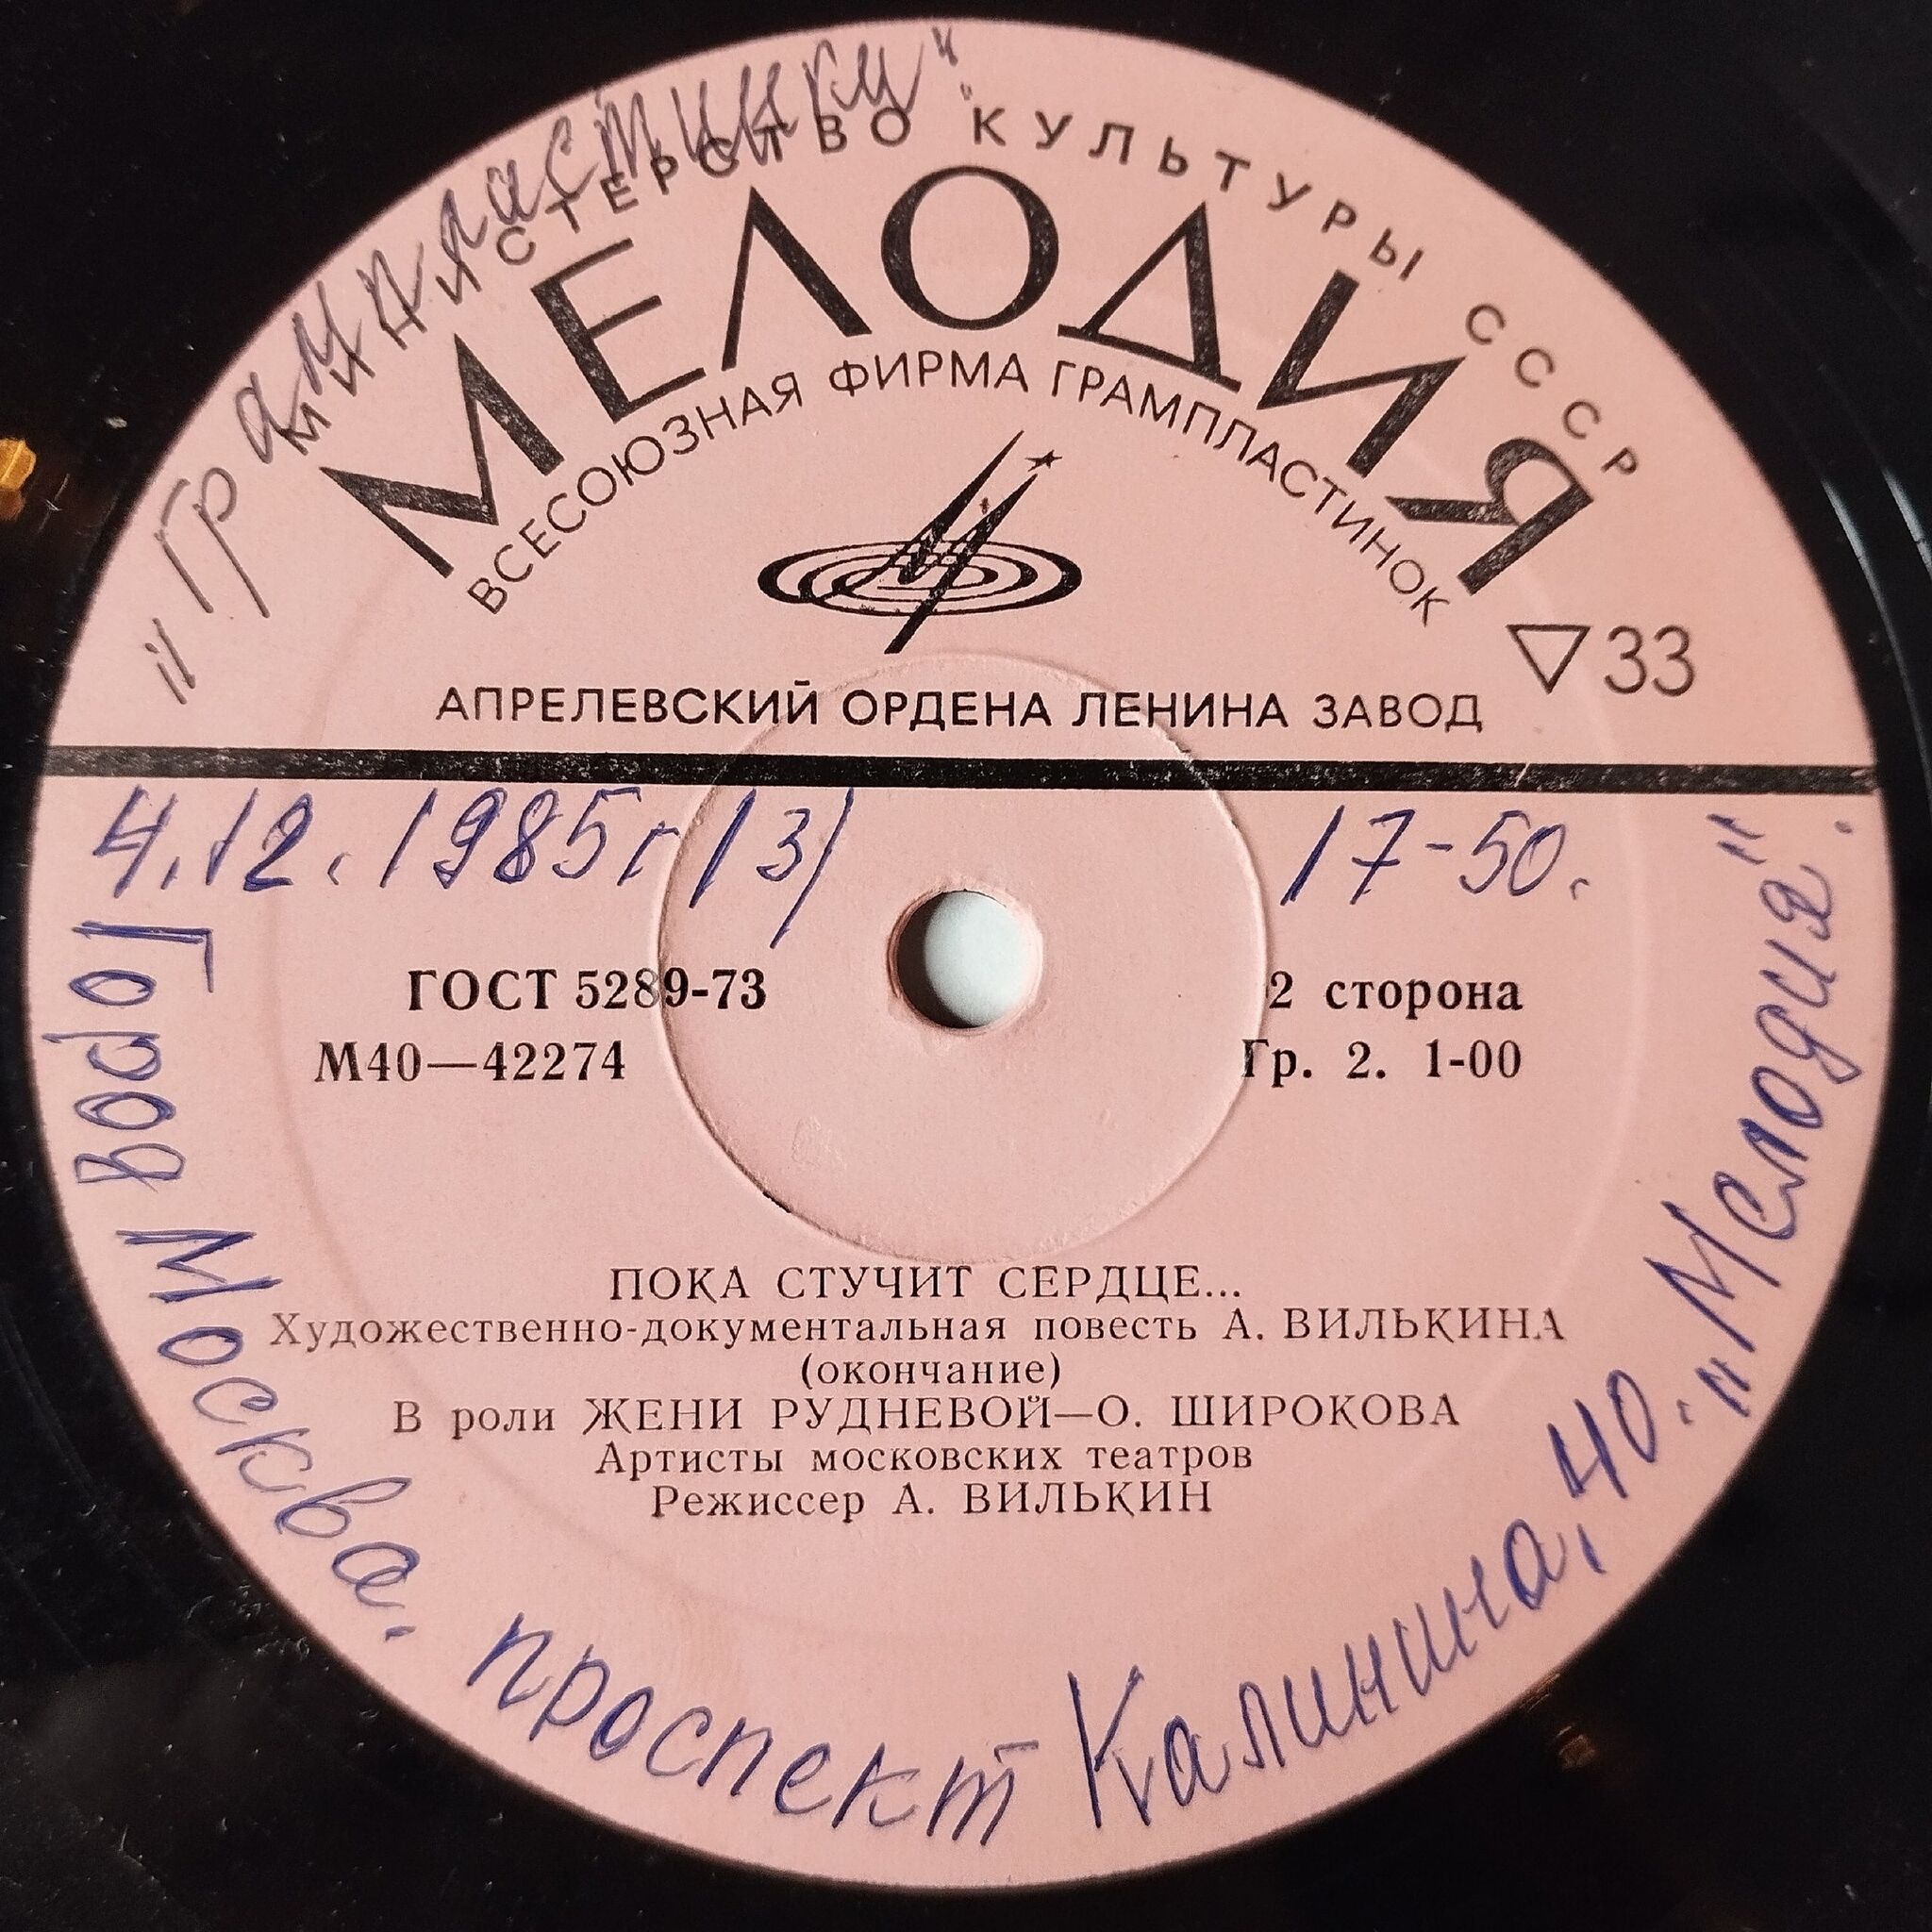 „Грампластинки“.
МИНИСТЕРСТВО КУЛЬТУРЫ СССР
МЕЛОДИЯ
ВСЕСОЮЗНАЯ ФИРМА ГРАМПЛАСТИНОК
33
АПРЕЛЕВСКИЙ ОРДЕНА ЛЕНИНА ЗАВОД
4.12.1985г /3/
17-50.
ГОСТ 5289-73
2 сторона
М40—42274
Гр. 2. 1-00
ПОКА СТУЧИТ СЕРДЦЕ...
Художественно-документальная повесть А. ВИЛЬКИНА
(окончание)
В роли ЖЕНИ РУДНЕВОЙ—О. ШИРОКОВА
Артисты московских театров
Режиссер А. ВИЛЬКИН
Город Москва. проспект Калинина, 40. „Мелодия“.